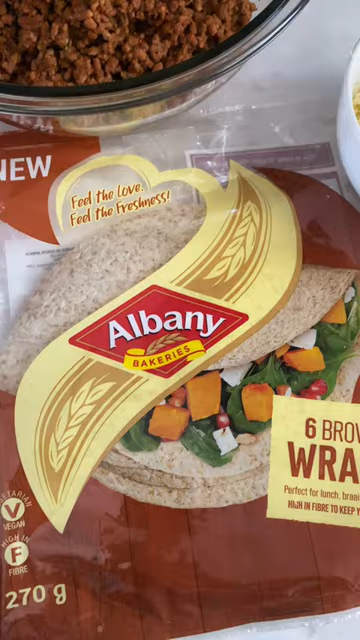 NEW
Feel the Love.
Feel the Freshness!
Albany
BAKERIES
6 BRO
WRA
Perfect for lunch, braai
HIGH IN FIBRE TO KEEP Y
VEGETARIAN
V
VEGAN
HIGH IN
F
FIBRE
270 g